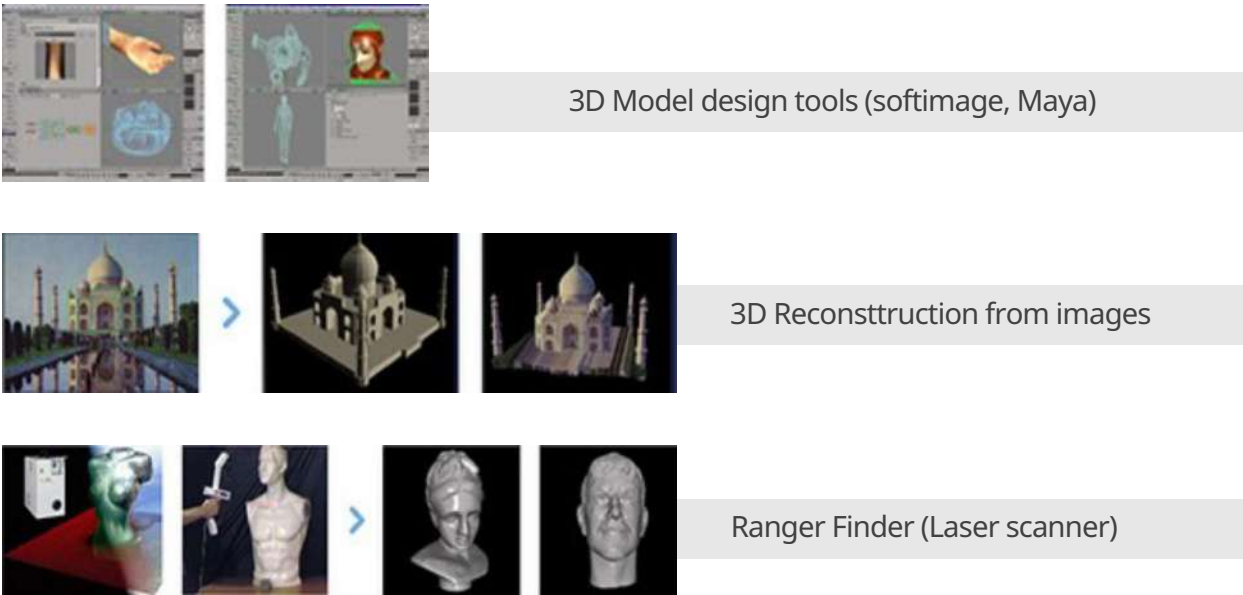 3D Model design tools (softimage, Maya)
3D Reconsttruction from images
Ranger Finder (Laser scanner)